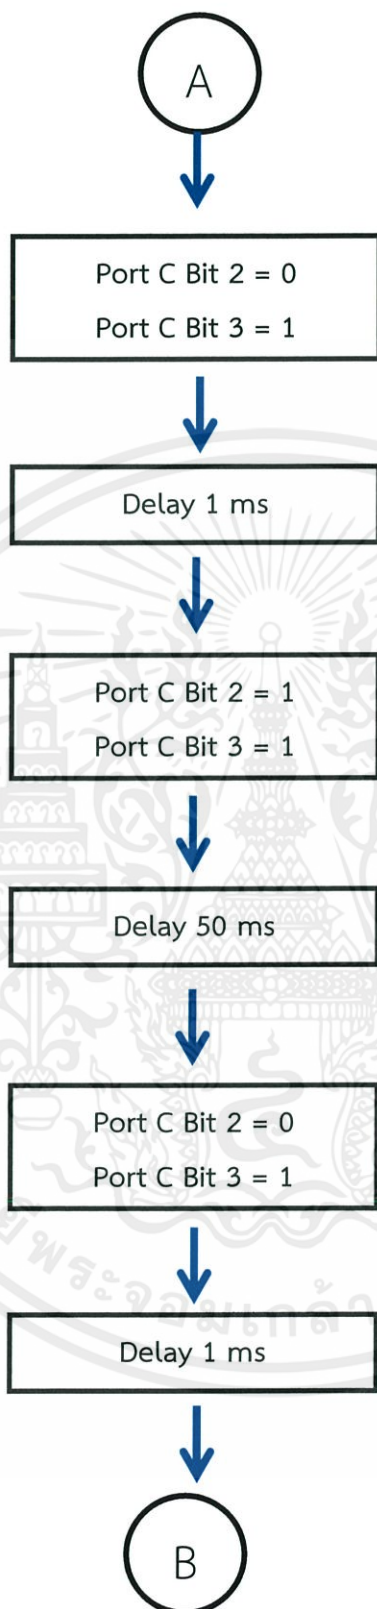 A
Port C Bit 2 = 0
Port C Bit 3 = 1
Delay 1 ms
Port C Bit 2 = 1
Port C Bit 3 = 1
Delay 50 ms
Port C Bit 2 = 0
Port C Bit 3 = 1
Delay 1 ms
B